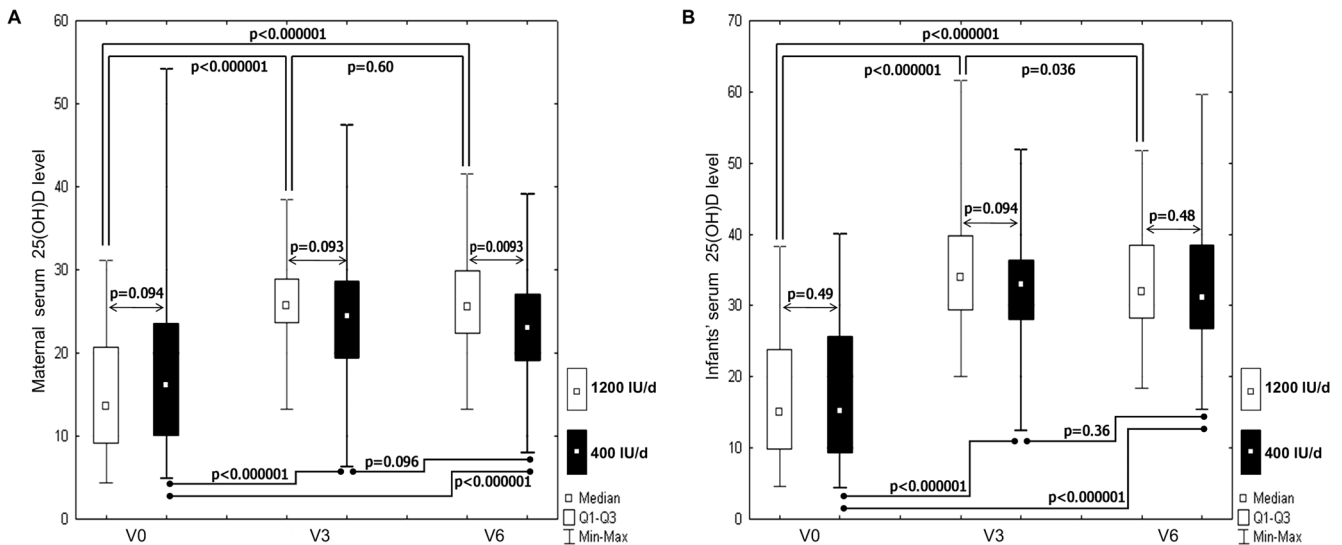 A
Maternal serum 25(OH)D level
60
50
40
30
20
10
0
p<0.000001
p<0.000001
p=0.60
p=0.094
p=0.093
p=0.0093
p<0.000001
p=0.096
p<0.000001
V0
V3
V6
1200 IU/d
400 IU/d
Median
Q1-Q3
Min-Max
B
Infants' serum 25(OH)D level
70
60
50
40
30
20
10
0
p<0.000001
p<0.000001
p=0.036
p=0.49
p=0.094
p=0.48
p=0.36
p<0.000001
p<0.000001
V0
V3
V6
1200 IU/d
400 IU/d
Median
Q1-Q3
Min-Max